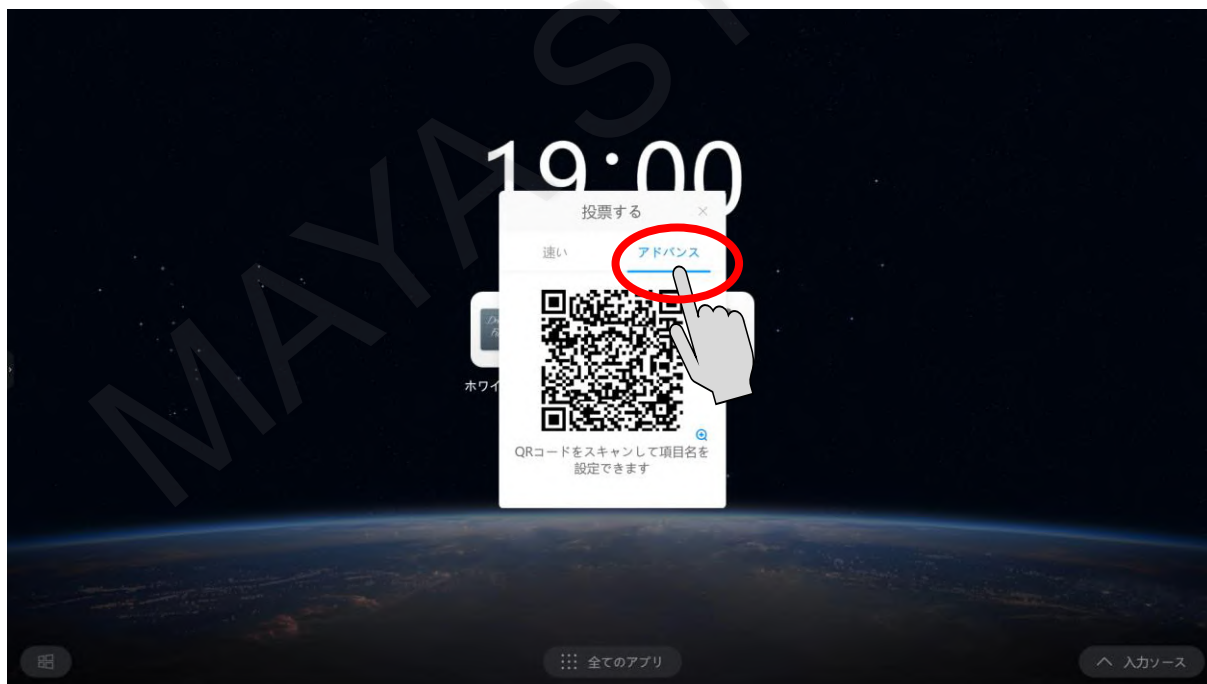 MAYA S
19:00
投票する
速い
アドバンス
ホワイ
QRコードをスキャンして項目名を
設定できます
全てのアプリ
入力ソース